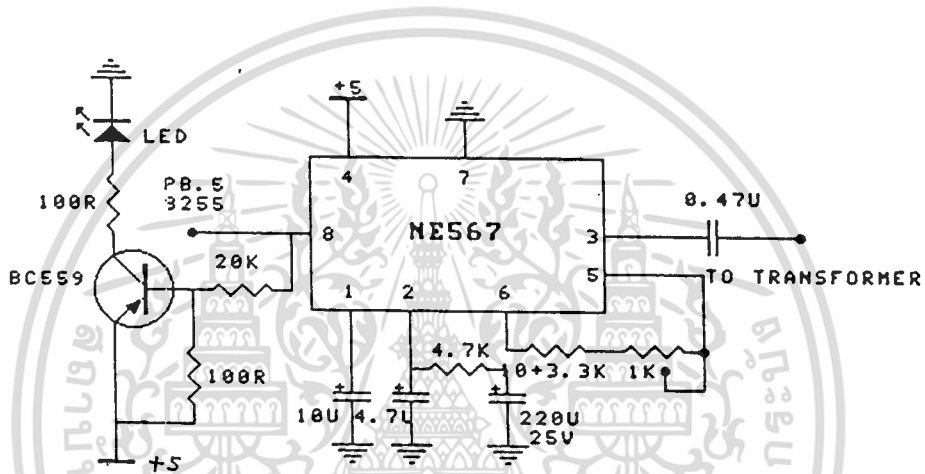 +5
LED
4
7
100R
PB.5
8255
8
NE567
3
0.47U
BC559
20K
5
TO TRANSFORMER
1
2
6
4.7K
10+3.3K
1K
100R
+
10U
+
4.7U
+
220U
25V
+5